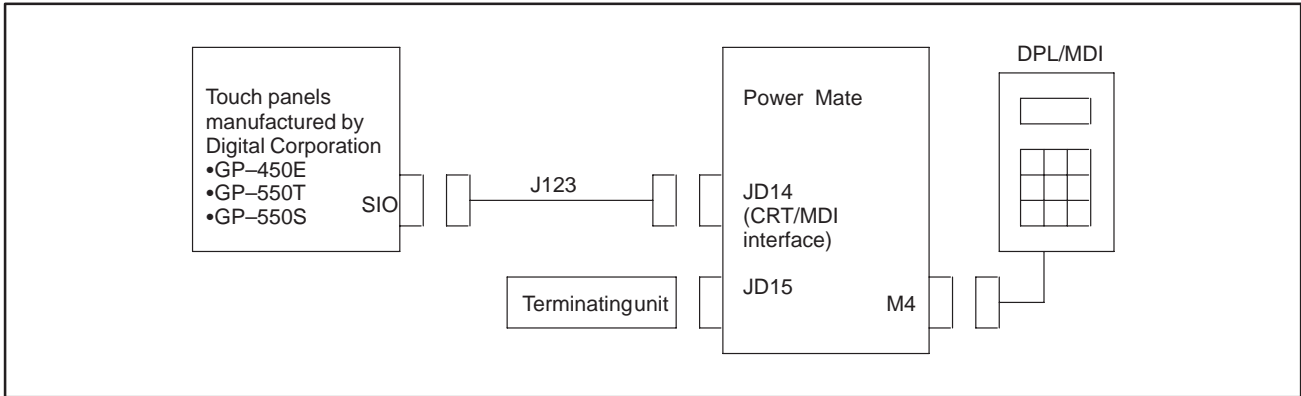 Touch panels
manufactured by
Digital Corporation
•GP–450E
•GP–550T
•GP–550S
SIO
J123
Power Mate
JD14
(CRT/MDI
interface)
JD15
M4
Terminatingunit
DPL/MDI